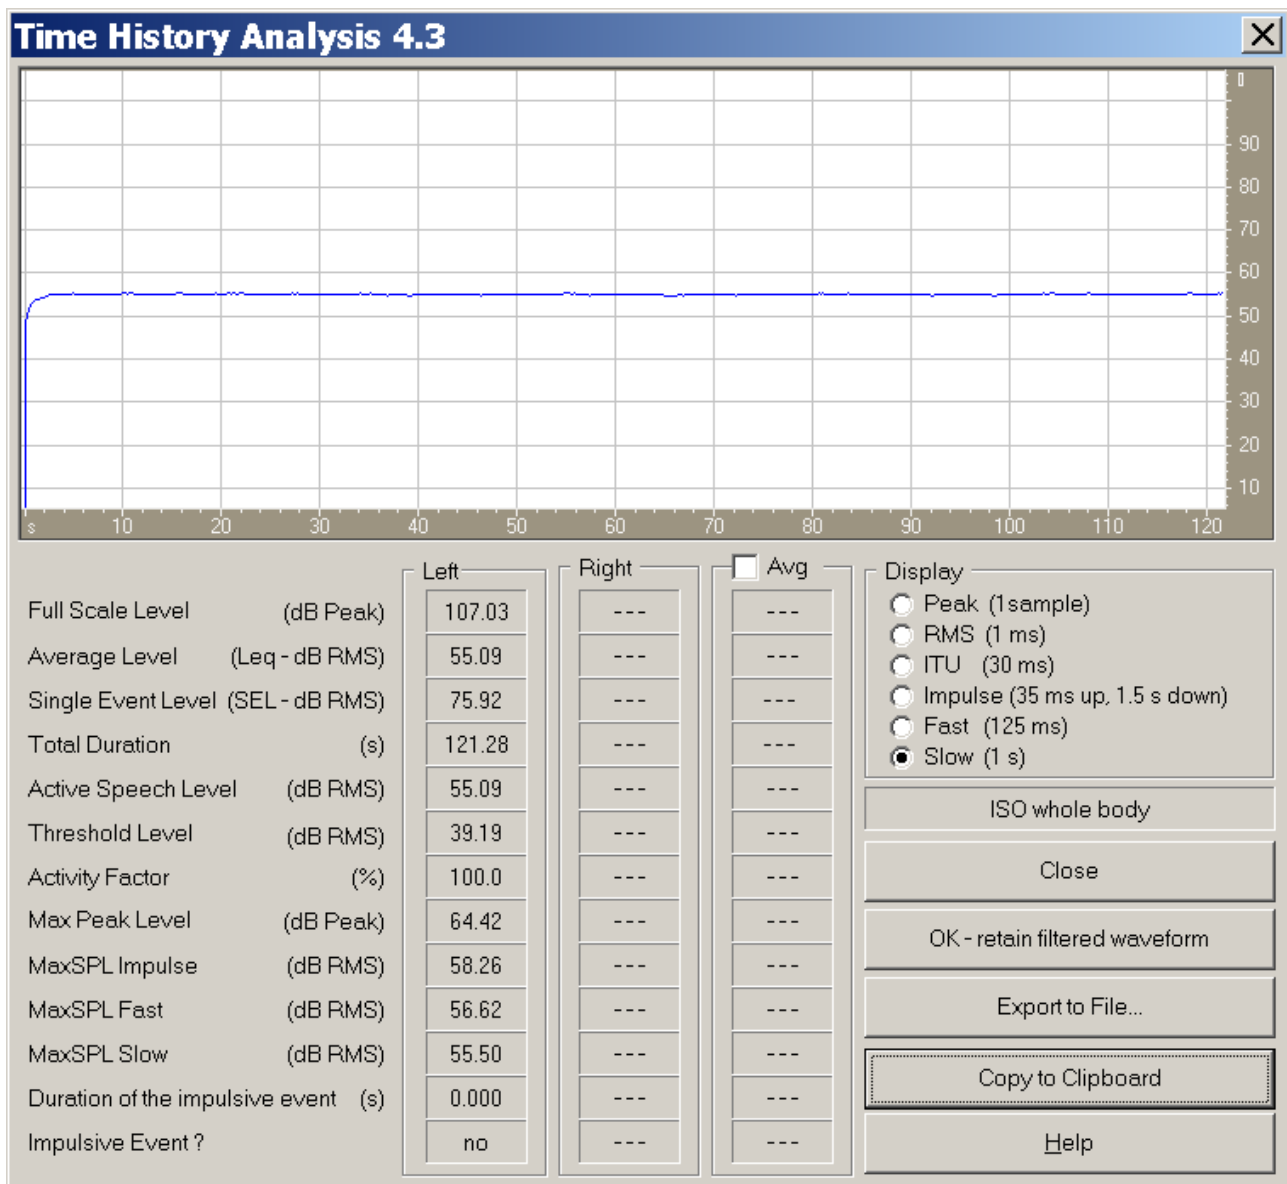 Time History Analysis 4.3
90
80
70
60
50
40
30
20
10
s 10 20 30 40 50 60 70 80 90 100 110 120
Left Right Avg Display
Full Scale Level (dB Peak) 107.03 --- --- Peak (1sample)
RMS (1 ms)
Average Level (Leq - dB RMS) 55.09 --- --- ITU (30 ms)
Single Event Level (SEL - dB RMS) 75.92 --- --- Impulse (35 ms up, 1.5 s down)
Fast (125 ms)
Total Duration (s) 121.28 --- --- Slow (1 s)
Active Speech Level (dB RMS) 55.09 --- ---
ISO whole body
Threshold Level (dB RMS) 39.19 --- ---
Activity Factor (%) 100.0 --- --- Close
Max Peak Level (dB Peak) 64.42 --- ---
OK - retain filtered waveform
MaxSPL Impulse (dB RMS) 58.26 --- ---
MaxSPL Fast (dB RMS) 56.62 --- --- Export to File...
MaxSPL Slow (dB RMS) 55.50 --- ---
Copy to Clipboard
Duration of the impulsive event (s) 0.000 --- ---
Impulsive Event ? no --- --- Help